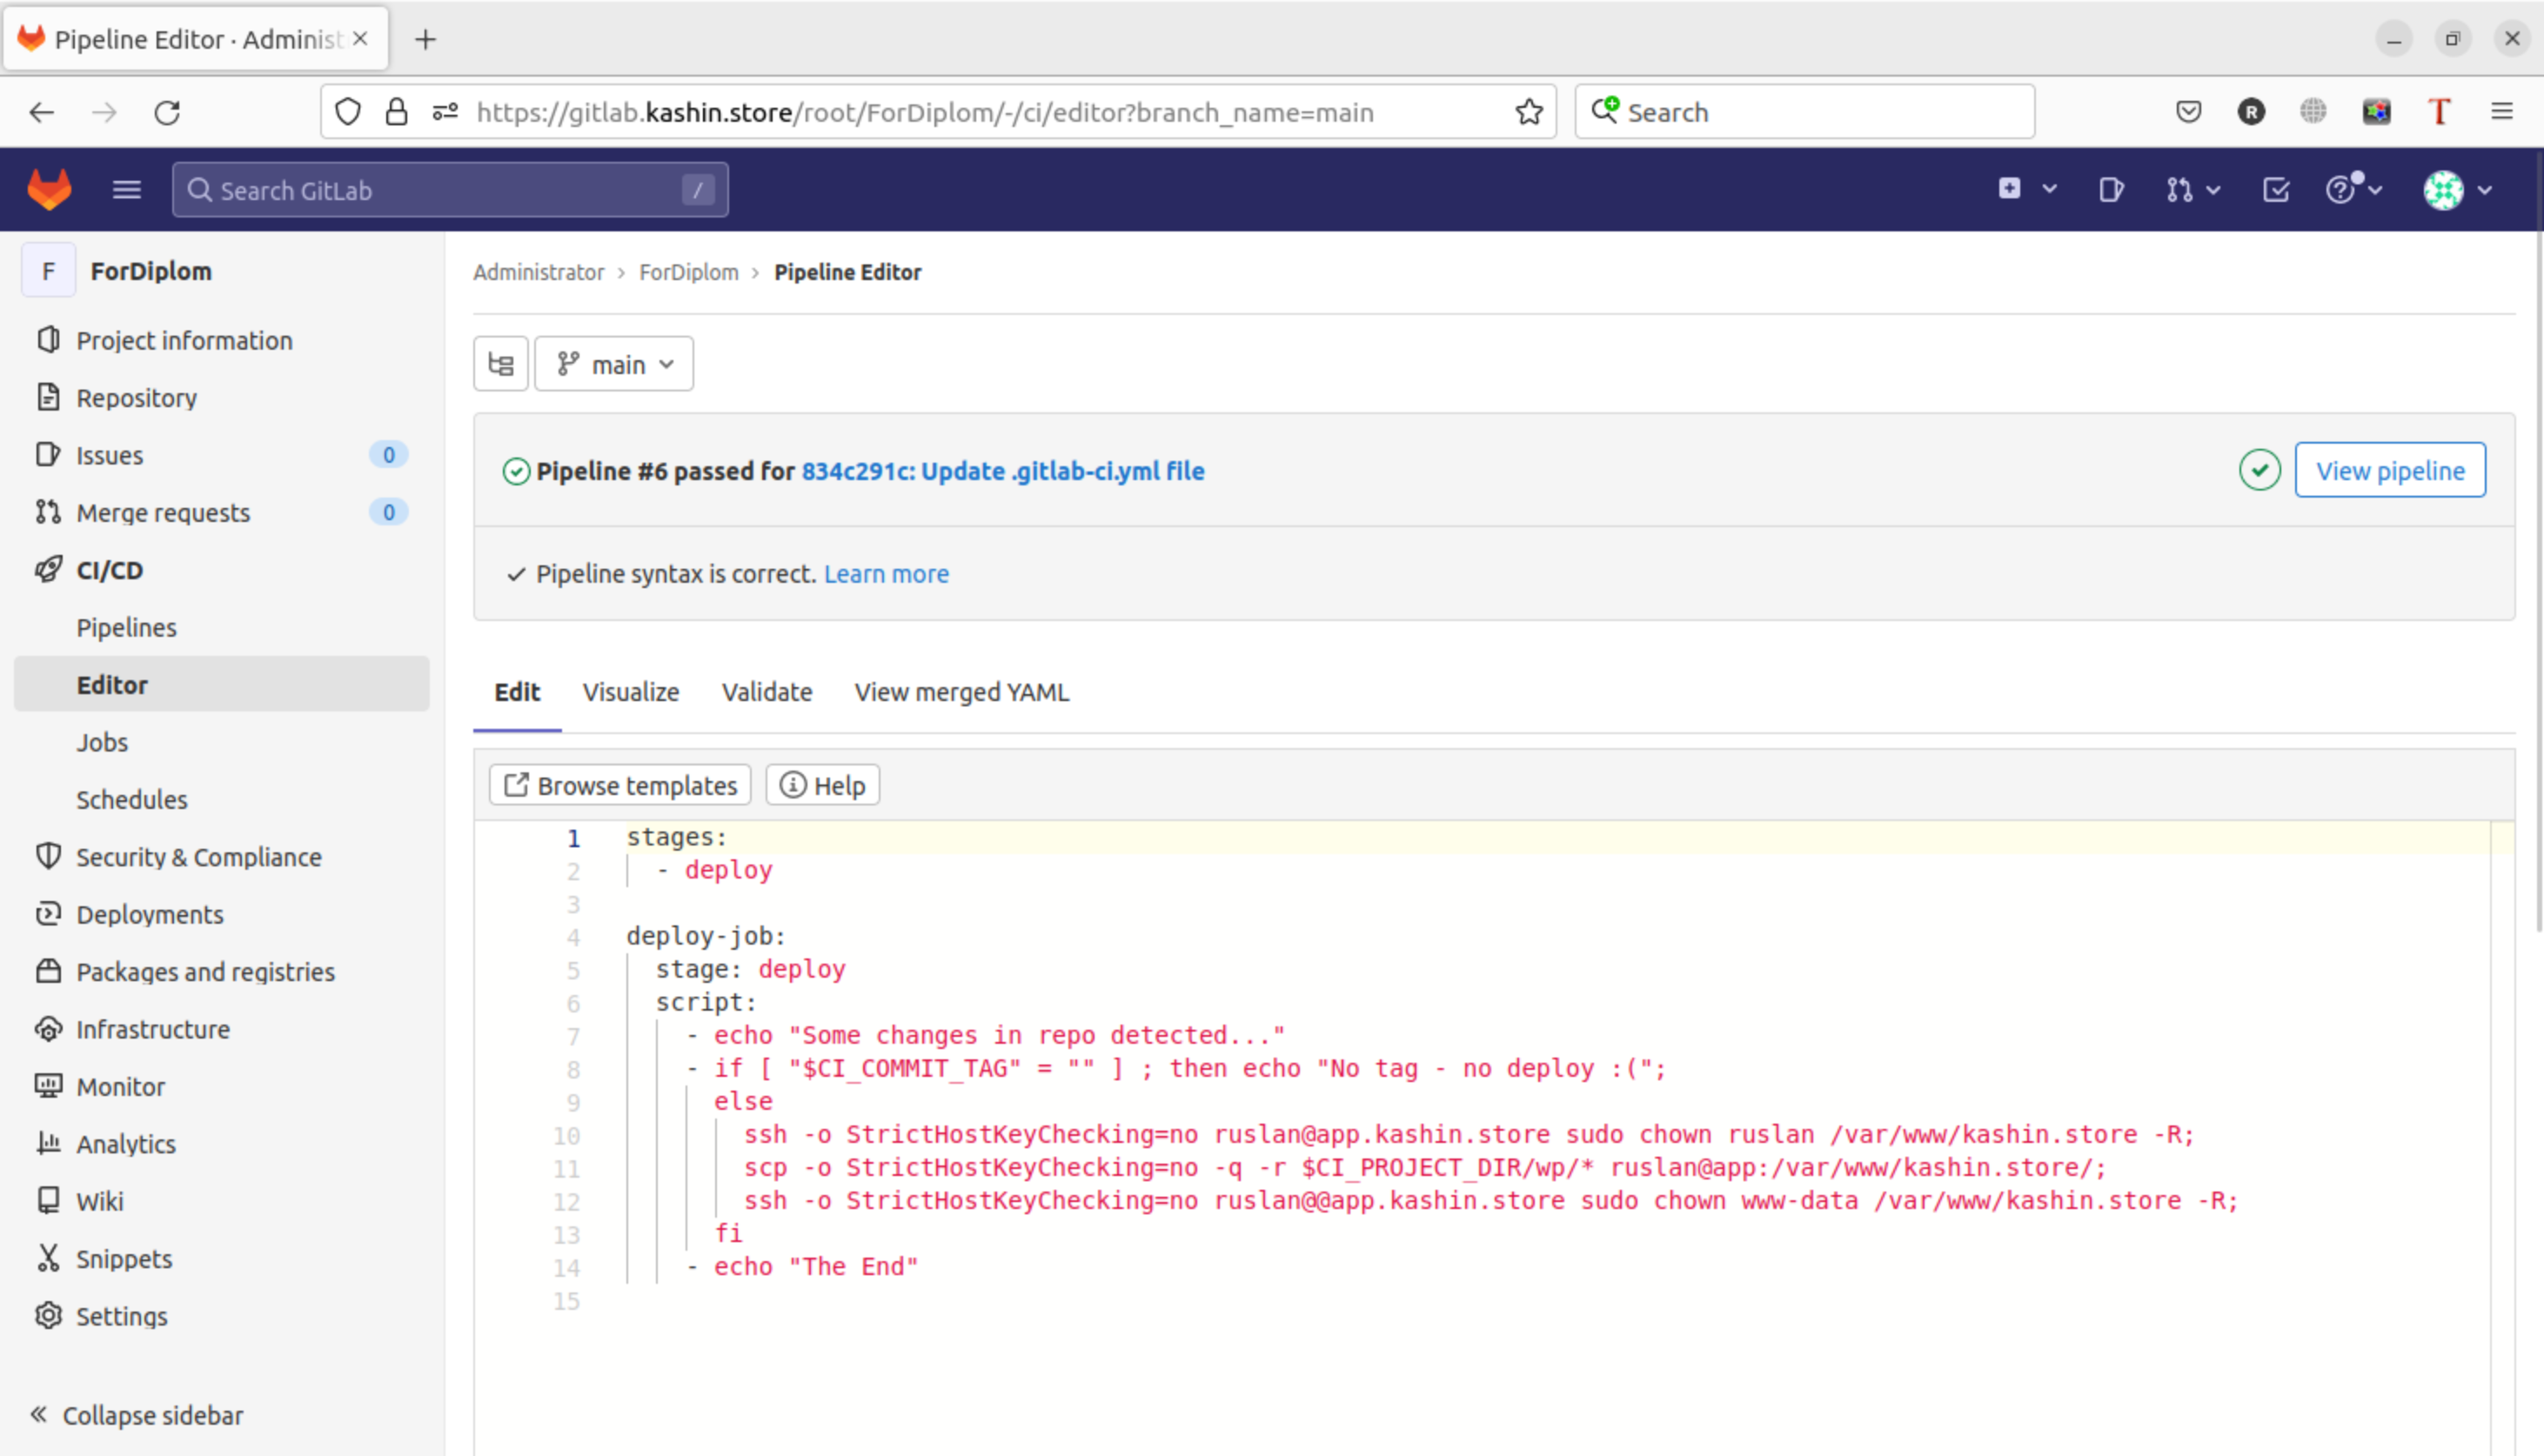 Pipeline Editor · Administ
https://gitlab.kashin.store/root/ForDiplom/-/ci/editor?branch_name=main
Search
R
T
Search GitLab
/
F
ForDiplom
Project information
Repository
Issues
0
Merge requests
0
CI/CD
Pipelines
Editor
Jobs
Schedules
Security & Compliance
Deployments
Packages and registries
Infrastructure
Monitor
Analytics
Wiki
Snippets
Settings
Collapse sidebar
Administrator > ForDiplom > Pipeline Editor
main
Pipeline #6 passed for 834c291c: Update .gitlab-ci.yml file
View pipeline
Pipeline syntax is correct. Learn more
Edit Visualize Validate View merged YAML
Browse templates
Help
1 stages:
2   - deploy
3
4 deploy-job:
5   stage: deploy
6   script:
7     - echo "Some changes in repo detected..."
8     - if [ "$CI_COMMIT_TAG" = "" ] ; then echo "No tag - no deploy :(";
9       else
10         ssh -o StrictHostKeyChecking=no ruslan@app.kashin.store sudo chown ruslan /var/www/kashin.store -R;
11         scp -o StrictHostKeyChecking=no -q -r $CI_PROJECT_DIR/wp/* ruslan@app:/var/www/kashin.store/;
12         ssh -o StrictHostKeyChecking=no ruslan@@app.kashin.store sudo chown www-data /var/www/kashin.store -R;
13       fi
14     - echo "The End"
15